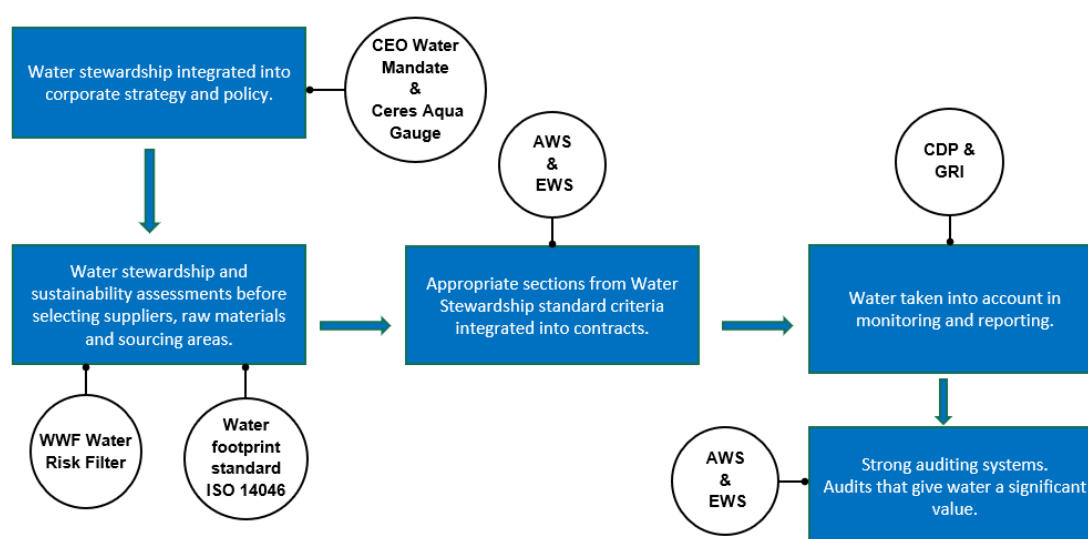 Water stewardship integrated into
corporate strategy and policy.
CEO Water
Mandate
&
Ceres Aqua
Gauge
AWS
&
EWS
CDP &
GRI
Water stewardship and
sustainability assessments before
selecting suppliers, raw materials
and sourcing areas.
Appropriate sections from Water
Stewardship standard criteria
integrated into contracts.
Water taken into account in
monitoring and reporting.
WWF Water
Risk Filter
Water
footprint
standard
ISO 14046
AWS
&
EWS
Strong auditing systems.
Audits that give water a significant
value.